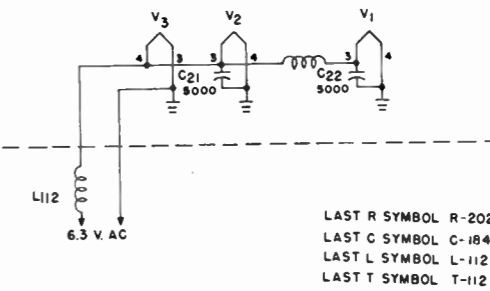 V3 V2 V1
4 3 3 4 3 4
C21 5000
C22 5000
L112
6.3 V. AC
LAST R SYMBOL R-202
LAST C SYMBOL C-184
LAST L SYMBOL L-112
LAST T SYMBOL T-112